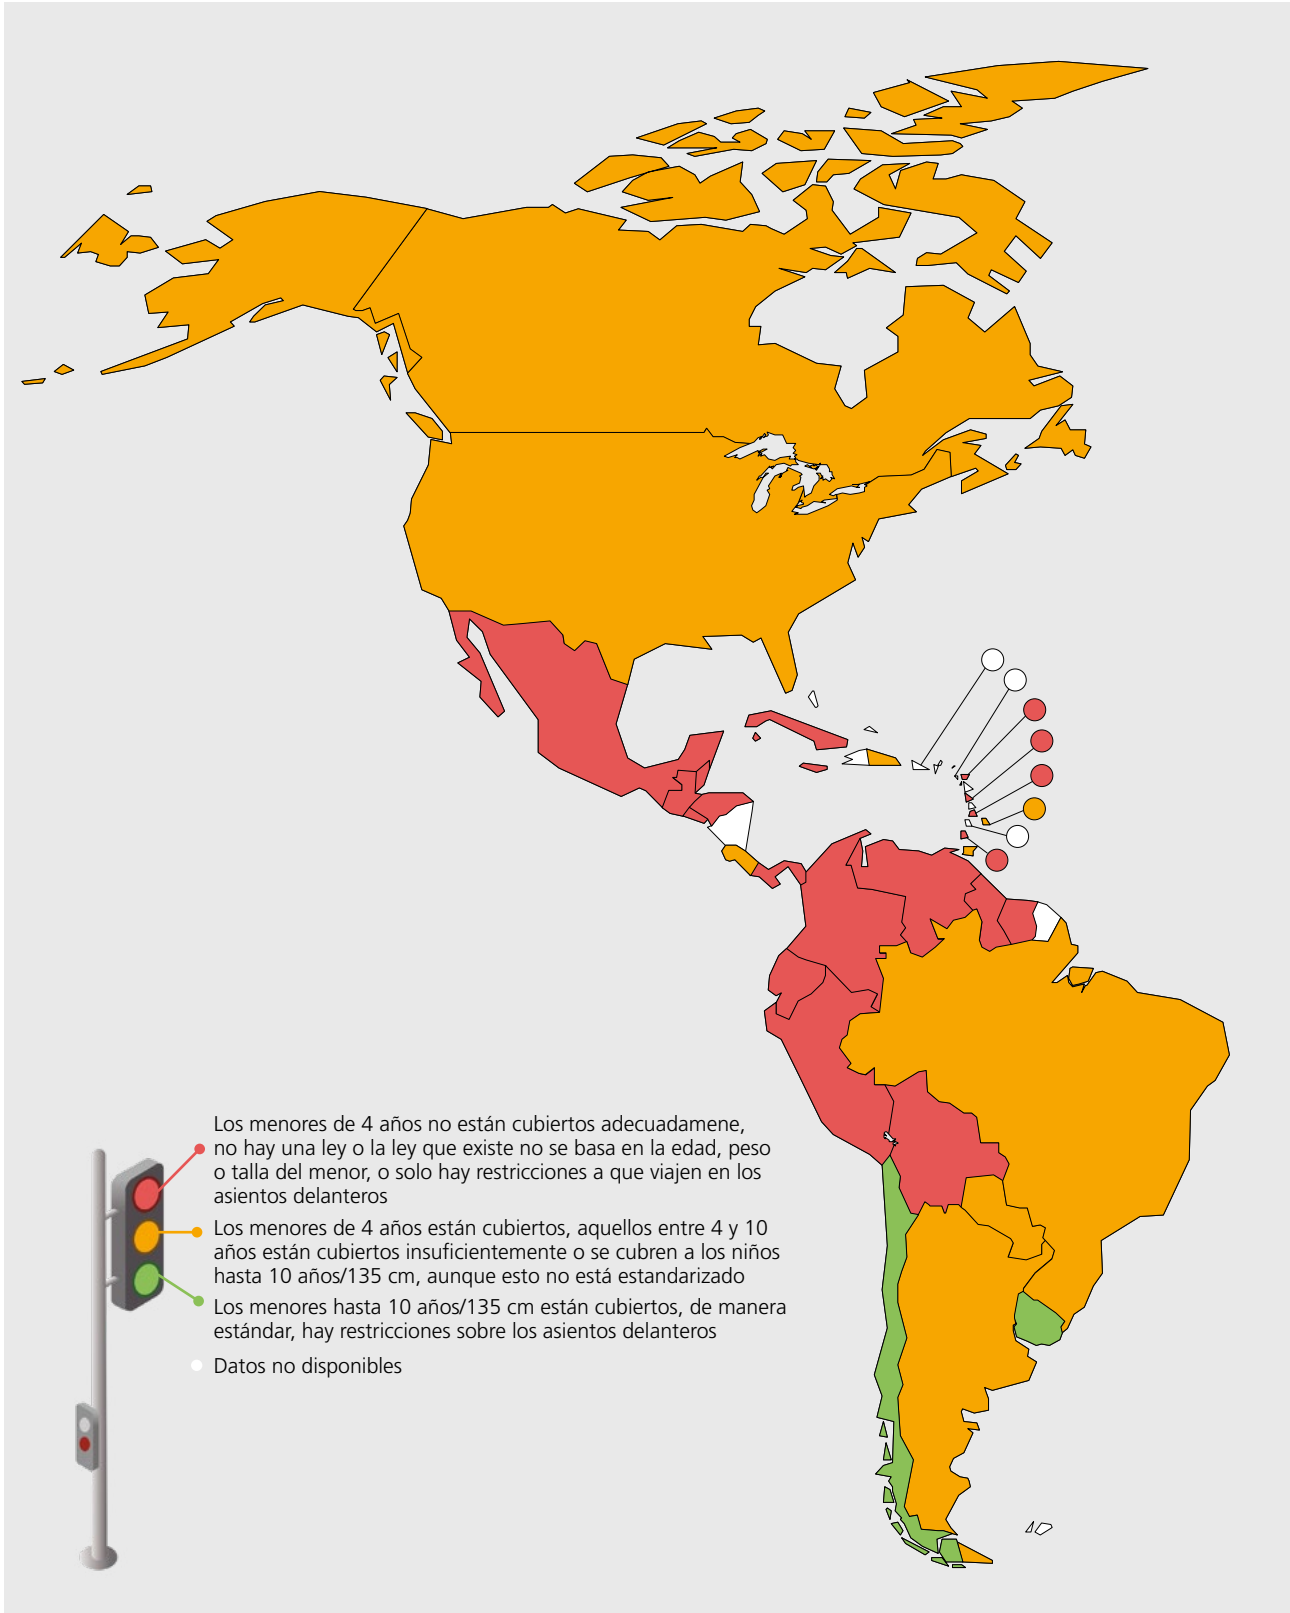 Los menores de 4 años no están cubiertos adecuadamene,
no hay una ley o la ley que existe no se basa en la edad, peso
o talla del menor, o solo hay restricciones a que viajen en los
asientos delanteros
Los menores de 4 años están cubiertos, aquellos entre 4 y 10
años están cubiertos insuficientemente o se cubren a los niños
hasta 10 años/135 cm, aunque esto no está estandarizado
Los menores hasta 10 años/135 cm están cubiertos, de manera
estándar, hay restricciones sobre los asientos delanteros
Datos no disponibles